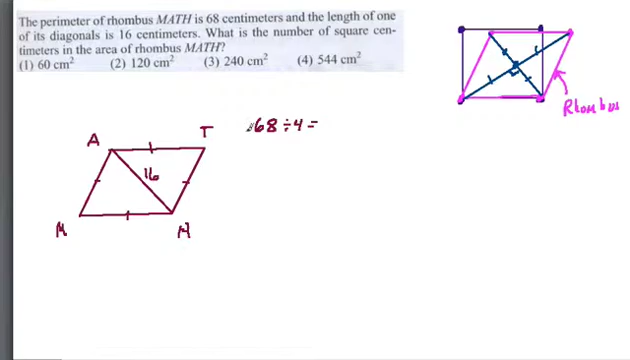 The perimeter of rhombus MATH is 68 centimeters and the length of one
of its diagonals is 16 centimeters. What is the number of square cen-
timeters in the area of rhombus MATH?
(1) 60 cm² (2) 120 cm² (3) 240 cm² (4) 544 cm²
Rhombus
A T 68 ÷ 4 =
16
M H